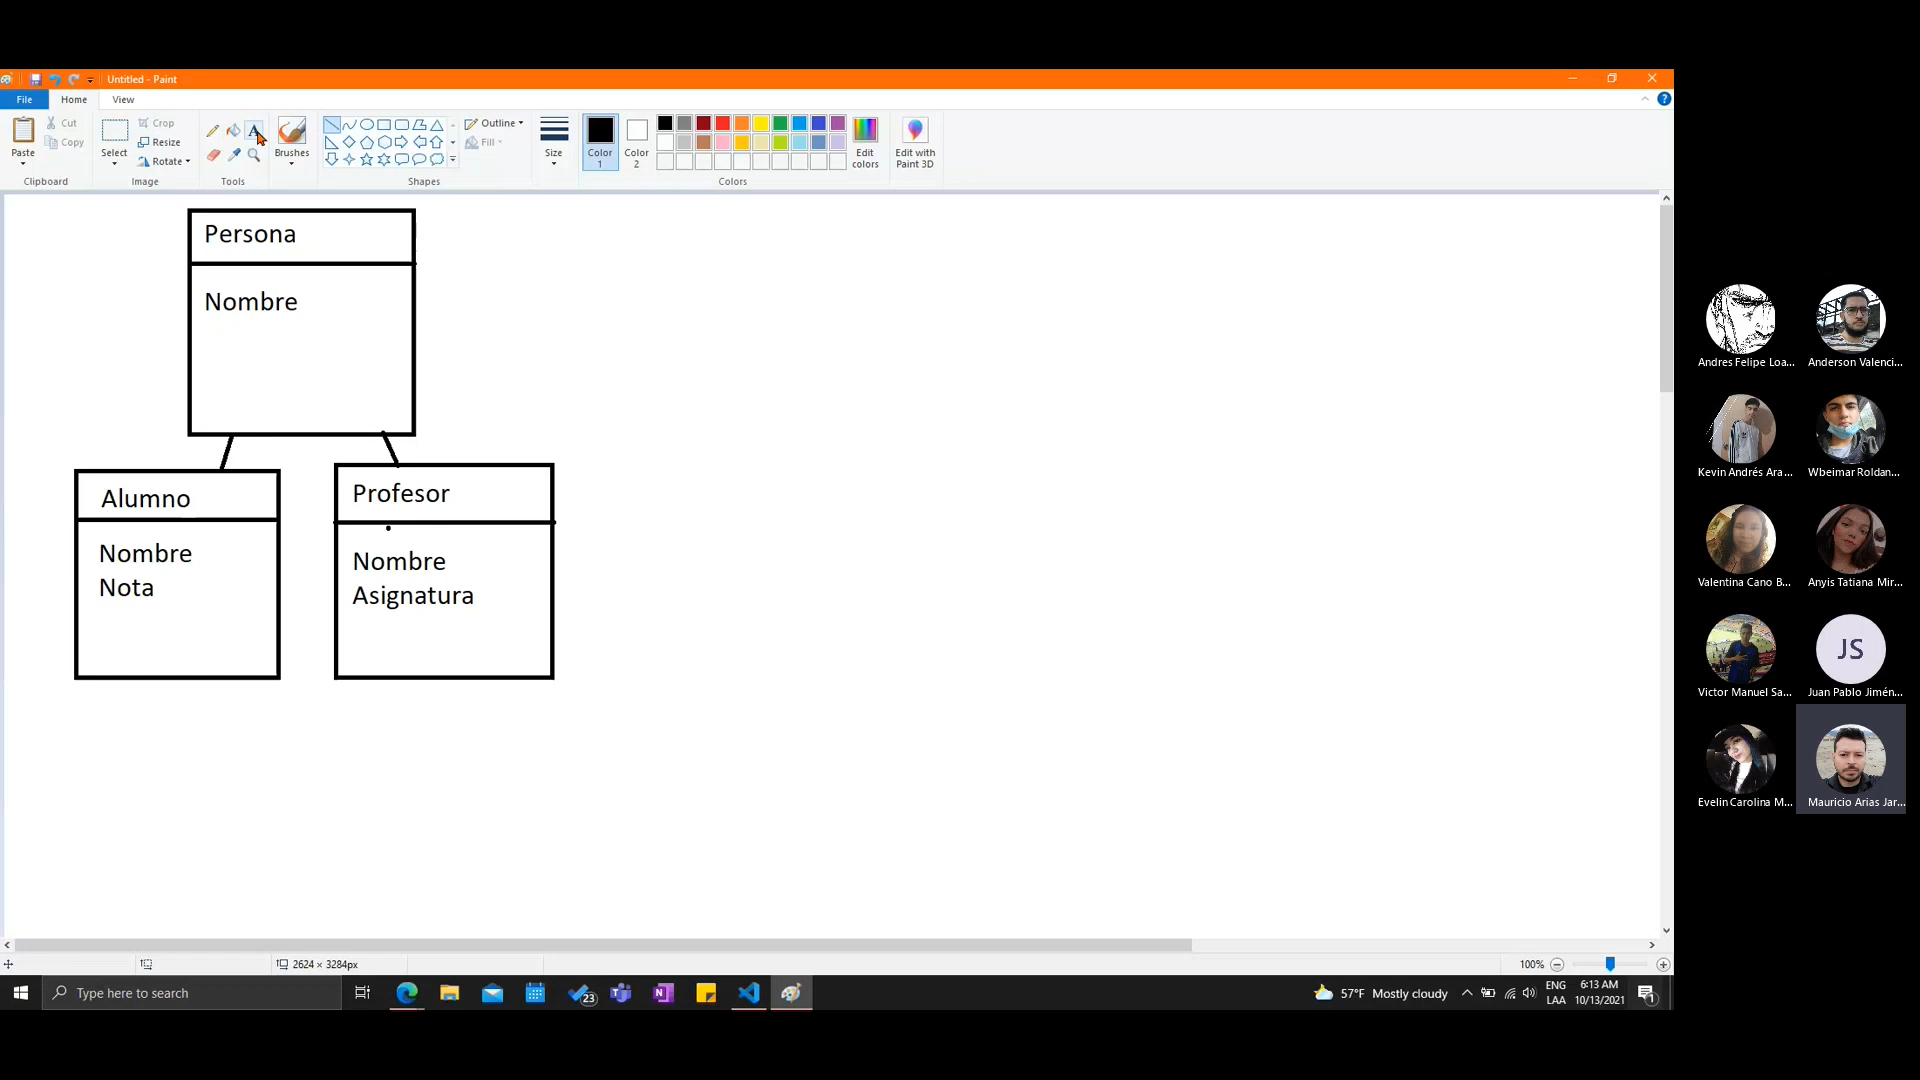 Untitled - Paint
File Home View
Paste
Cut
Copy
Clipboard
Select
Crop
Resize
Rotate
Image
Tools
Brushes
Shapes
Outline
Fill
Size
Color 1
Color 2
Colors
Edit colors
Edit with Paint 3D
Persona
Nombre
Alumno
Nombre
Nota
Profesor
Nombre
Asignatura
Andres Felipe Loa...
Anderson Valenci...
Kevin Andrés Ara...
Wbeimar Roldan...
Valentina Cano B...
Anyis Tatiana Mir...
Victor Manuel Sa...
JS
Juan Pablo Jimén...
Evelin Carolina M...
Mauricio Arias Jar...
2624 × 3284px
100%
Type here to search
23
57°F Mostly cloudy
ENG
LAA
6:13 AM
10/13/2021
1